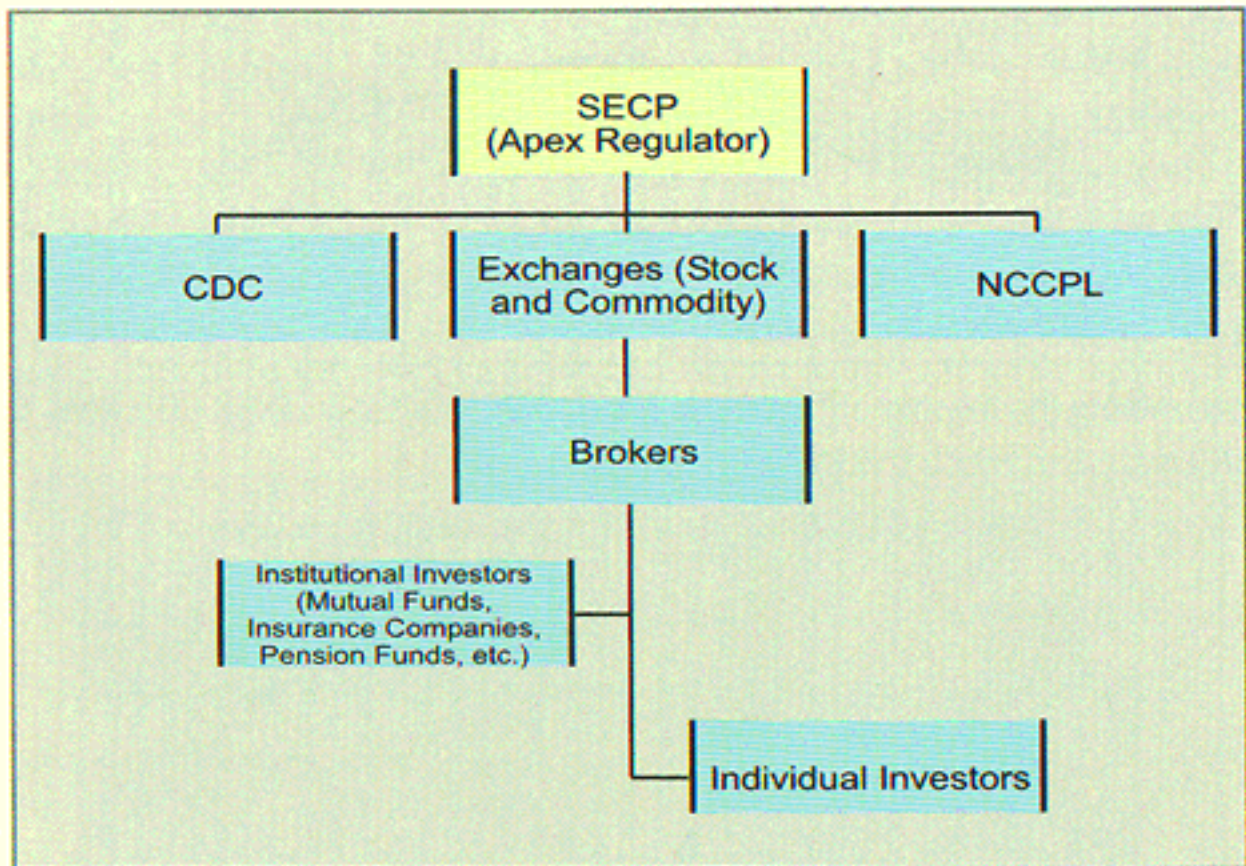 SECP
(Apex Regulator)
CDC
Exchanges (Stock
and Commodity)
NCCPL
Brokers
Institutional Investors
(Mutual Funds,
Insurance Companies,
Pension Funds, etc.)
Individual Investors